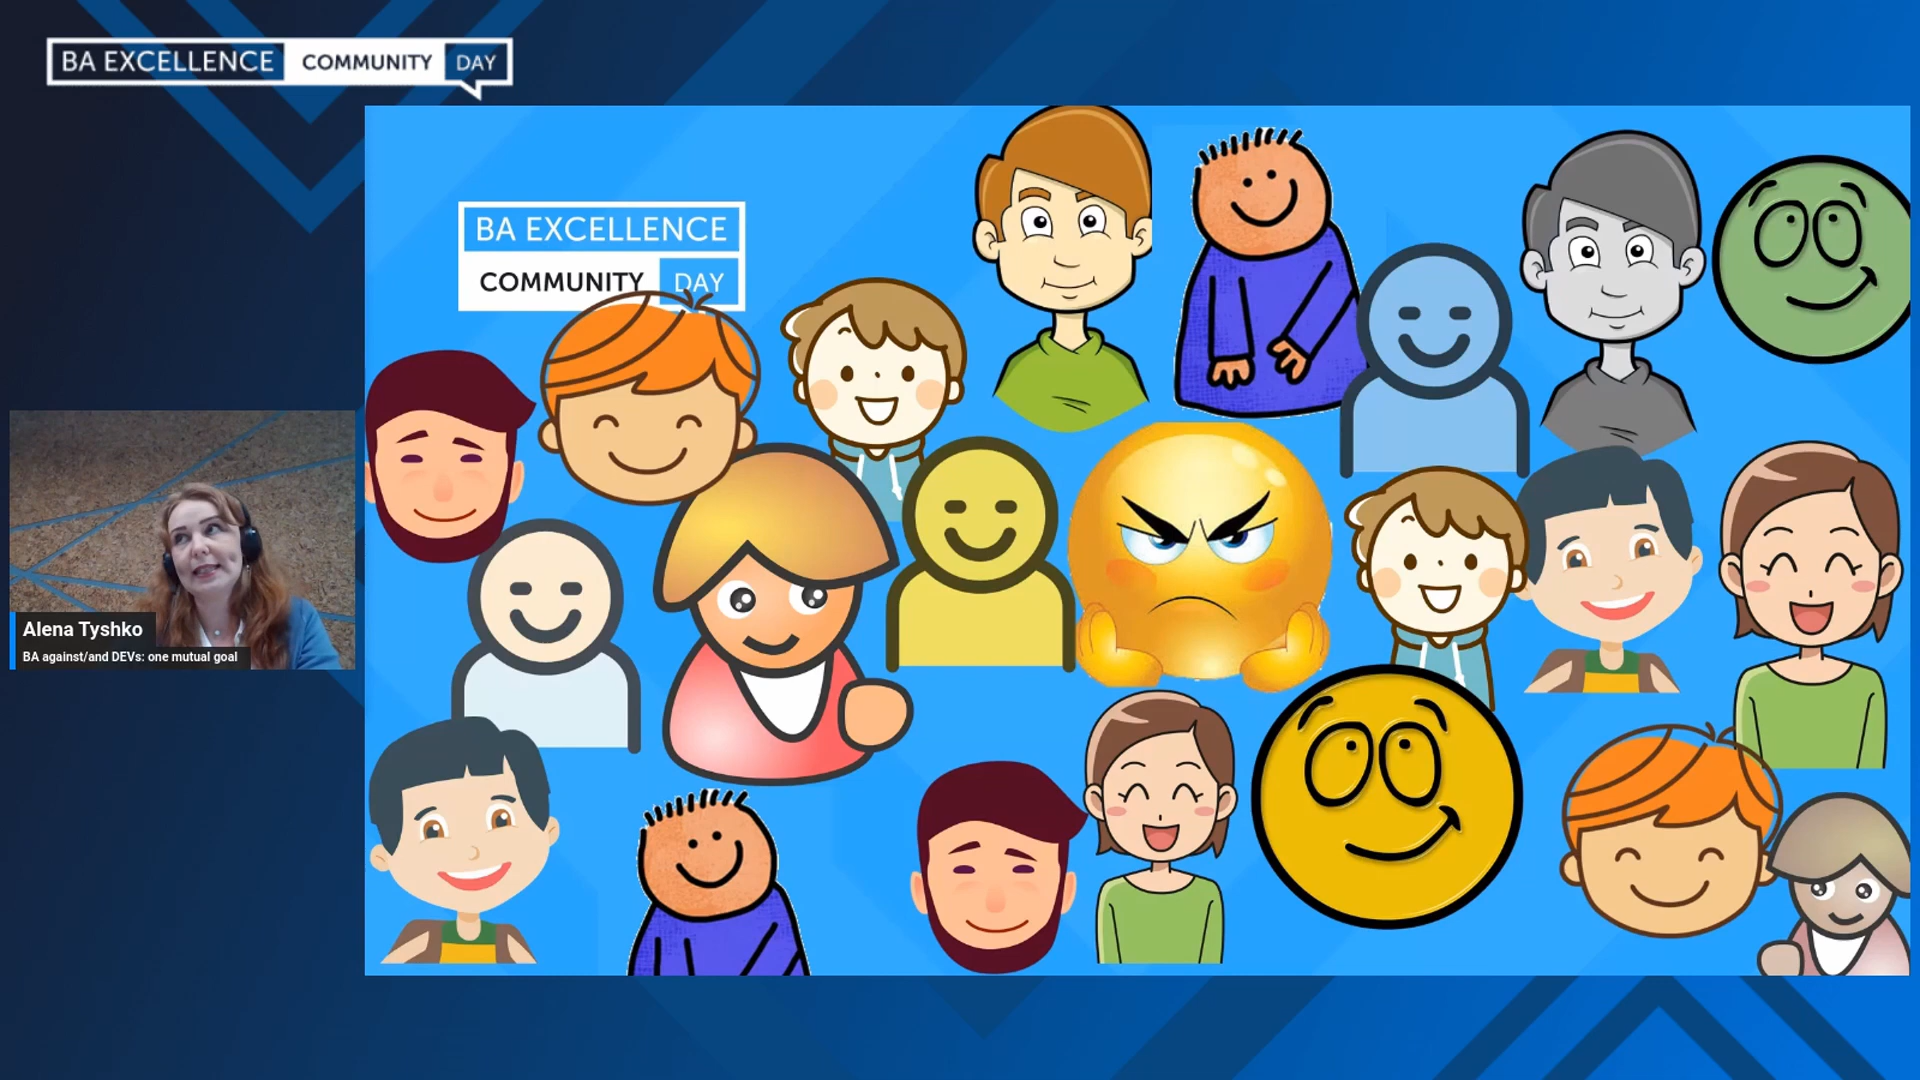 BA EXCELLENCE COMMUNITY DAY
BA EXCELLENCE
COMMUNITY DAY
Alena Tyshko
BA against/and DEVs: one mutual goal